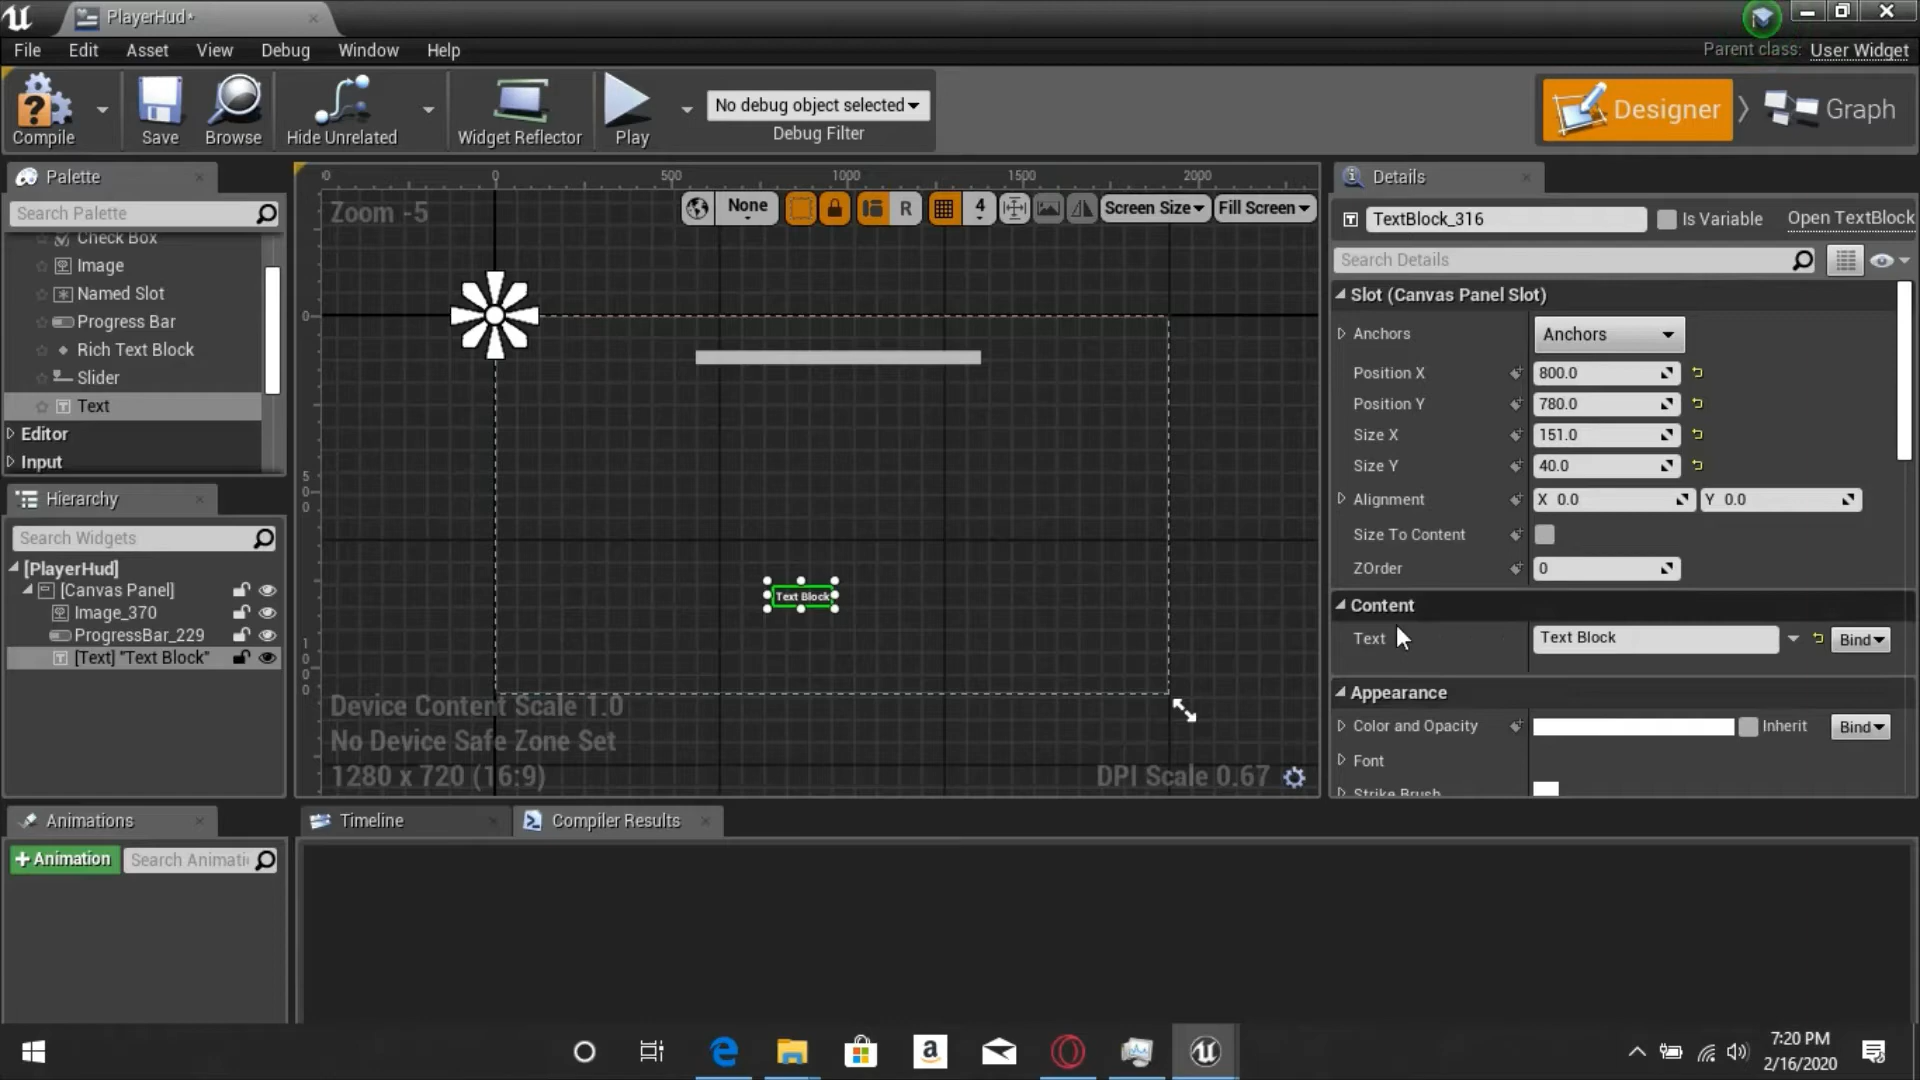 PlayerHud*
File Edit Asset View Debug Window Help
Parent class: User Widget
Compile
Save
Browse
Hide Unrelated
Widget Reflector
Play
No debug object selected
Debug Filter
Designer
Graph
Palette
Search Palette
Check Box
Image
Named Slot
Progress Bar
Rich Text Block
Slider
Text
Editor
Input
Hierarchy
Search Widgets
[PlayerHud]
[Canvas Panel]
Image_370
ProgressBar_229
[Text] "Text Block"
Animations
+ Animation
Search Animati
0 0 500 1000 1500 2000
Zoom -5
None
R
4
Screen Size
Fill Screen
0
500
1000
Text Block
Device Content Scale 1.0
No Device Safe Zone Set
1280 x 720 (16:9)
DPI Scale 0.67
Timeline
Compiler Results
Details
TextBlock_316
Is Variable
Open TextBlock
Search Details
Slot (Canvas Panel Slot)
Anchors Anchors
Position X 800.0
Position Y 780.0
Size X 151.0
Size Y 40.0
Alignment X 0.0 Y 0.0
Size To Content
ZOrder 0
Content
Text Text Block Bind
Appearance
Color and Opacity Inherit Bind
Font
Strike Brush
7:20 PM
2/16/2020